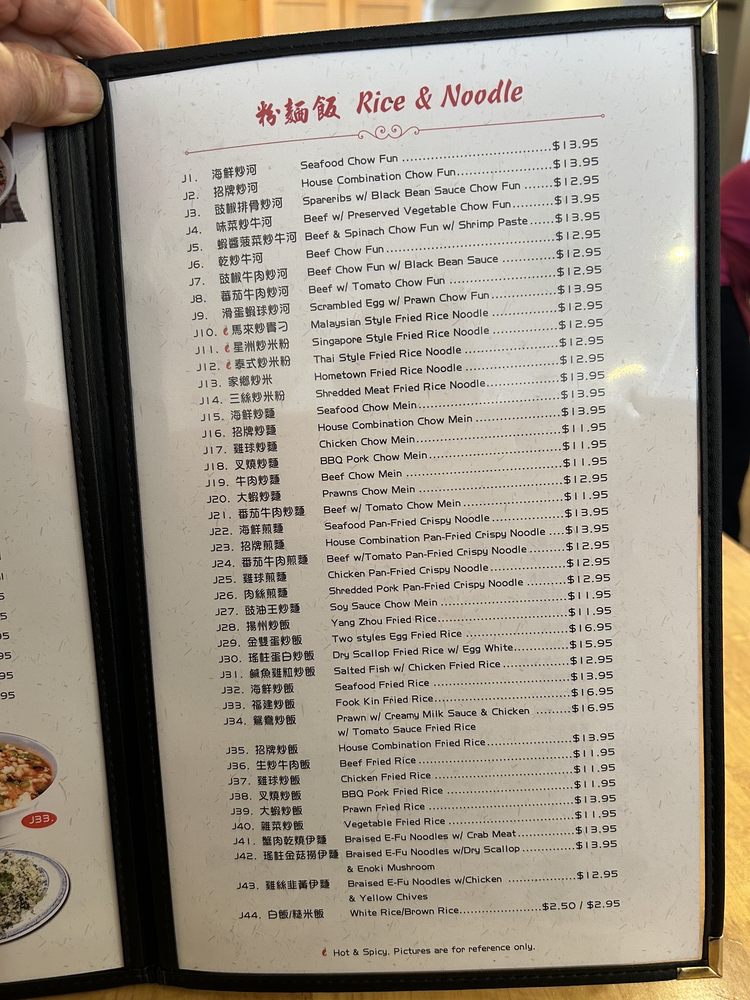 粉麵飯 Rice & Noodle
J1. 海鮮炒河 Seafood Chow Fun ........ $13.95
J2. 招牌炒河 House Combination Chow Fun ........ $13.95
J3. 豉椒排骨炒河 Spareribs w/ Black Bean Sauce Chow Fun ....... $12.95
J4. 味菜炒牛河 Beef w/ Preserved Vegetable Chow Fun ........ $13.95
J5. 蝦醬菠菜炒牛河 Beef & Spinach Chow Fun w/ Shrimp Paste ...... $13.95
J6. 乾炒牛河 Beef Chow Fun ........ $12.95
J7. 豉椒牛肉炒河 Beef Chow Fun w/ Black Bean Sauce ........ $12.95
J8. 番茄牛肉炒河 Beef w/ Tomato Chow Fun ........ $12.95
J9. 滑蛋蝦球炒河 Scrambled Egg w/ Prawn Chow Fun ........ $13.95
J10. 馬來炒貴刁 Malaysian Style Fried Rice Noodle ........ $12.95
J11. 星洲炒米粉 Singapore Style Fried Rice Noodle ........ $12.95
J12. 泰式炒米粉 Thai Style Fried Rice Noodle ........ $12.95
J13. 家鄉炒米 Hometown Fried Rice Noodle ........ $12.95
J14. 三絲炒米粉 Shredded Meat Fried Rice Noodle ........ $13.95
J15. 海鮮炒麵 Seafood Chow Mein ........ $13.95
J16. 招牌炒麵 House Combination Chow Mein ........ $13.95
J17. 雞球炒麵 Chicken Chow Mein ........ $11.95
J18. 叉燒炒麵 BBQ Pork Chow Mein ........ $11.95
J19. 牛肉炒麵 Beef Chow Mein ........ $11.95
J20. 大蝦炒麵 Prawns Chow Mein ........ $12.95
J21. 番茄牛肉炒麵 Beef w/ Tomato Chow Mein ........ $11.95
J22. 海鮮煎麵 Seafood Pan-Fried Crispy Noodle ........ $13.95
J23. 招牌煎麵 House Combination Pan-Fried Crispy Noodle .... $13.95
J24. 番茄牛肉煎麵 Beef w/Tomato Pan-Fried Crispy Noodle ........ $12.95
J25. 雞球煎麵 Chicken Pan-Fried Crispy Noodle ........ $12.95
J26. 肉絲煎麵 Shredded Pork Pan-Fried Crispy Noodle ........ $12.95
J27. 豉油王炒麵 Soy Sauce Chow Mein ........ $11.95
J28. 揚州炒飯 Yang Zhou Fried Rice ........ $11.95
J29. 金雙蛋炒飯 Two styles Egg Fried Rice ........ $16.95
J30. 瑤柱蛋白炒飯 Dry Scallop Fried Rice w/ Egg White ........ $15.95
J31. 鹹魚雞粒炒飯 Salted Fish w/ Chicken Fried Rice ........ $12.95
J32. 海鮮炒飯 Seafood Fried Rice ........ $13.95
J33. 福建炒飯 Fook Kin Fried Rice ........ $16.95
J34. 鴛鴦炒飯 Prawn w/ Creamy Milk Sauce & Chicken ......... $16.95
w/ Tomato Sauce Fried Rice
J35. 招牌炒飯 House Combination Fried Rice ........ $13.95
J36. 生炒牛肉飯 Beef Fried Rice ........ $11.95
J37. 雞球炒飯 Chicken Fried Rice ........ $11.95
J38. 叉燒炒飯 BBQ Pork Fried Rice ........ $11.95
J39. 大蝦炒飯 Prawn Fried Rice ........ $13.95
J40. 雜菜炒飯 Vegetable Fried Rice ........ $11.95
J41. 蟹肉乾燒伊麵 Braised E-Fu Noodles w/ Crab Meat ........ $13.95
J42. 瑤柱金菇撈伊麵 Braised E-Fu Noodles w/Dry Scallop ........ $13.95
& Enoki Mushroom
J43. 雞絲韭黃伊麵 Braised E-Fu Noodles w/Chicken ........ $12.95
& Yellow Chives
J44. 白飯/糙米飯 White Rice/Brown Rice ........ $2.50 / $2.95
Hot & Spicy. Pictures are for reference only.
J33.